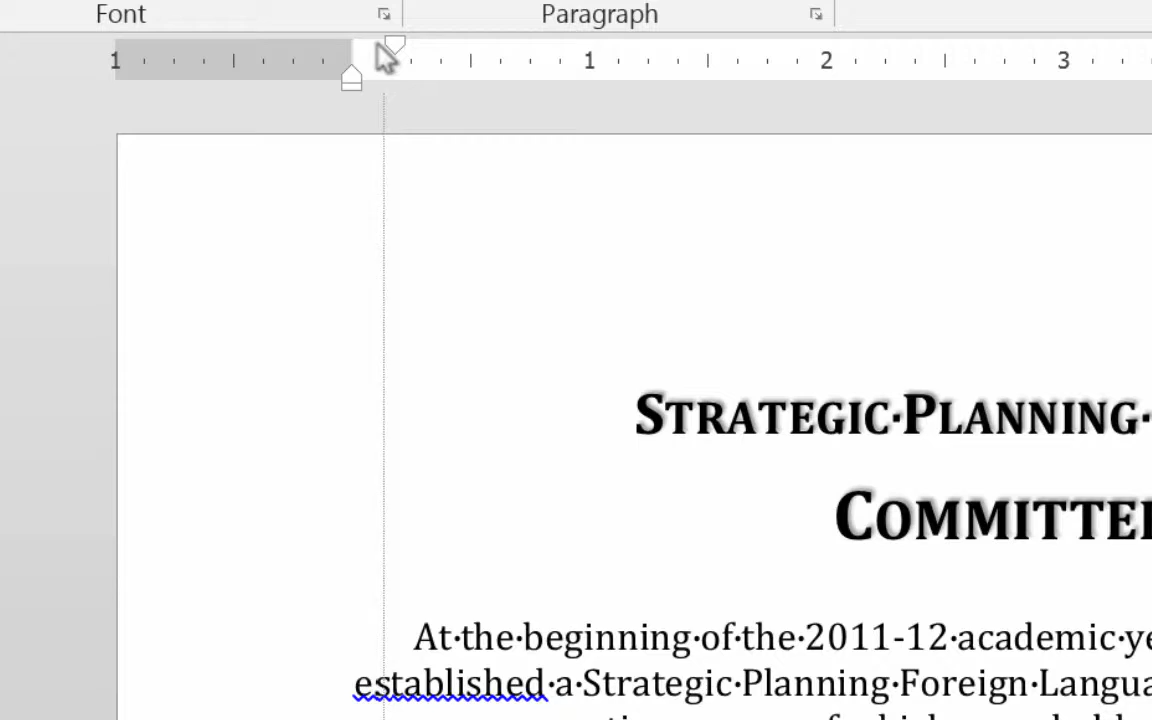 Font Paragraph
1 1 2 3
STRATEGIC·PLANNING·
COMMITTEE
At·the·beginning·of·the·2011-12·academic·ye
established·a·Strategic·Planning·Foreign·Langua